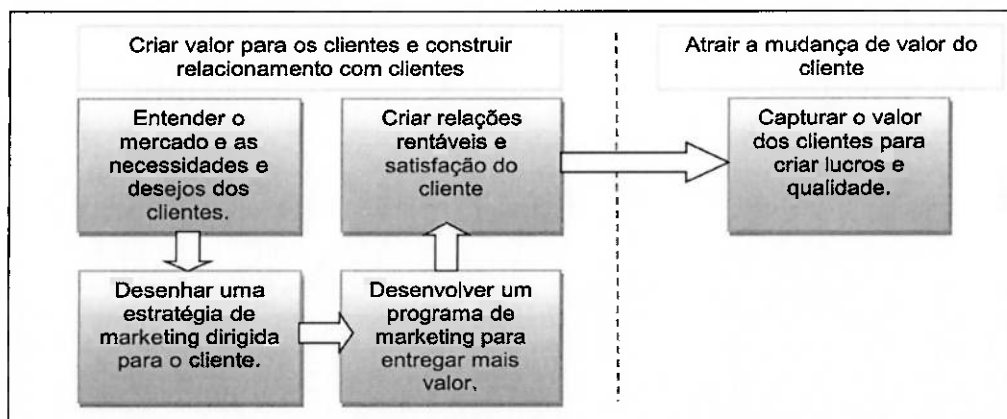 Criar valor para os clientes e construir
relacionamento com clientes
Atrair a mudança de valor do
cliente
Entender o
mercado e as
necessidades e
desejos dos
clientes.
Criar relações
rentáveis e
satisfação do
cliente
Capturar o valor
dos clientes para
criar lucros e
qualidade.
Desenhar uma
estratégia de
marketing dirigida
para o cliente.
Desenvolver um
programa de
marketing para
entregar mais
valor.